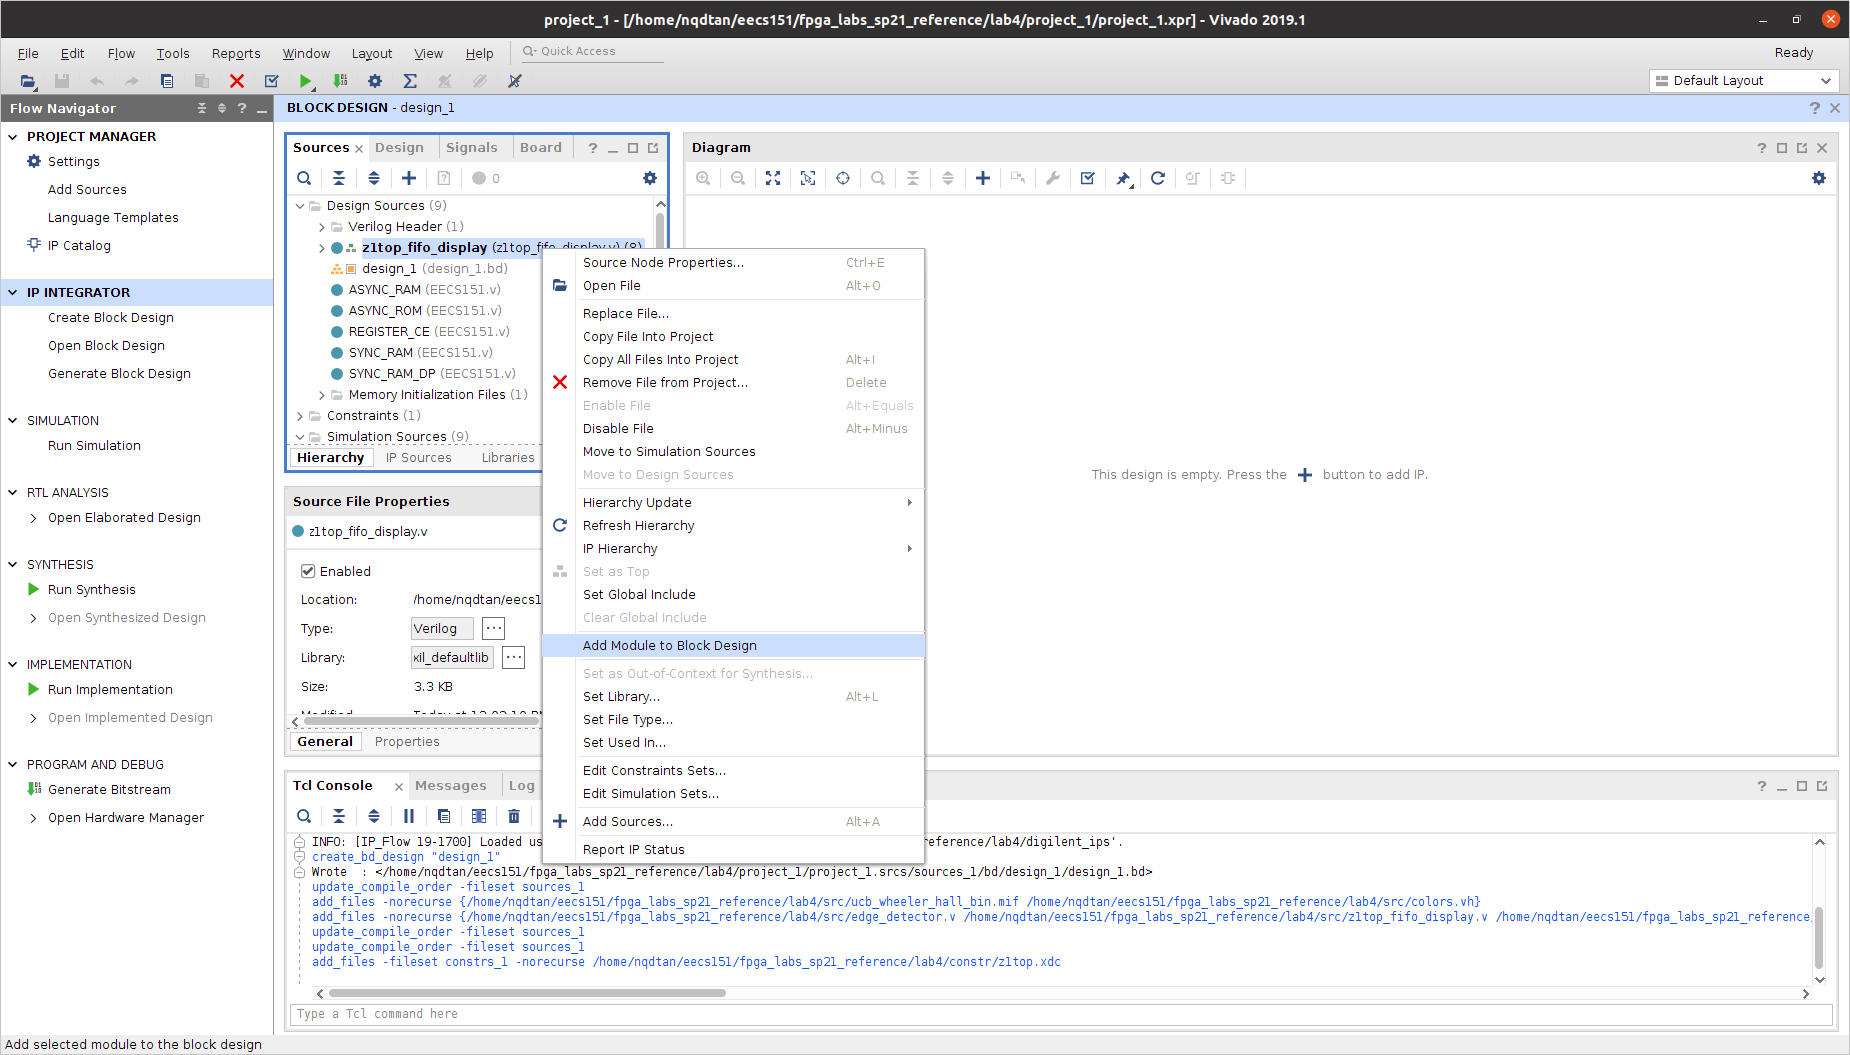 project_1 - [/home/nqdtan/eecs151/fpga_labs_sp21_reference/lab4/project_1/project_1.xpr] - Vivado 2019.1
File Edit Flow Tools Reports Window Layout View Help Quick Access Ready
Default Layout
Flow Navigator
BLOCK DESIGN - design_1
PROJECT MANAGER
Settings
Add Sources
Language Templates
IP Catalog
IP INTEGRATOR
Create Block Design
Open Block Design
Generate Block Design
SIMULATION
Run Simulation
RTL ANALYSIS
Open Elaborated Design
SYNTHESIS
Run Synthesis
Open Synthesized Design
IMPLEMENTATION
Run Implementation
Open Implemented Design
PROGRAM AND DEBUG
Generate Bitstream
Open Hardware Manager
Sources Design Signals Board
0
Design Sources (9)
Verilog Header (1)
z1top_fifo_display (z1top_fifo_display.v) (8)
design_1 (design_1.bd)
ASYNC_RAM (EECS151.v)
ASYNC_ROM (EECS151.v)
REGISTER_CE (EECS151.v)
SYNC_RAM (EECS151.v)
SYNC_RAM_DP (EECS151.v)
Memory Initialization Files (1)
Constraints (1)
Simulation Sources (9)
Hierarchy IP Sources Libraries
Source File Properties
z1top_fifo_display.v
Enabled
Location: /home/nqdtan/eecs1
Type: Verilog
Library: xil_defaultlib
Size: 3.3 KB
General Properties
Source Node Properties... Ctrl+E
Open File Alt+O
Replace File...
Copy File Into Project
Copy All Files Into Project Alt+I
Remove File from Project... Delete
Enable File Alt+Equals
Disable File Alt+Minus
Move to Simulation Sources
Move to Design Sources
Hierarchy Update
Refresh Hierarchy
IP Hierarchy
Set as Top
Set Global Include
Clear Global Include
Add Module to Block Design
Set as Out-of-Context for Synthesis...
Set Library... Alt+L
Set File Type...
Set Used In...
Edit Constraints Sets...
Edit Simulation Sets...
Add Sources... Alt+A
Report IP Status
Diagram
This design is empty. Press the button to add IP.
Tcl Console Messages Log
INFO: [IP_Flow 19-1700] Loaded us eference/lab4/digilent_ips'.
create_bd_design "design_1"
Wrote : </home/nqdtan/eecs151/fpga_labs_sp21_reference/lab4/project_1/project_1.srcs/sources_1/bd/design_1/design_1.bd>
update_compile_order -fileset sources_1
add_files -norecurse {/home/nqdtan/eecs151/fpga_labs_sp21_reference/lab4/src/ucb_wheeler_hall_bin.mif /home/nqdtan/eecs151/fpga_labs_sp21_reference/lab4/src/colors.vh}
add_files -norecurse {/home/nqdtan/eecs151/fpga_labs_sp21_reference/lab4/src/edge_detector.v /home/nqdtan/eecs151/fpga_labs_sp21_reference/lab4/src/z1top_fifo_display.v /home/nqdtan/eecs151/fpga_labs_sp21_reference/
update_compile_order -fileset sources_1
update_compile_order -fileset sources_1
add_files -fileset constrs_1 -norecurse /home/nqdtan/eecs151/fpga_labs_sp21_reference/lab4/constr/z1top.xdc
Type a Tcl command here
Add selected module to the block design